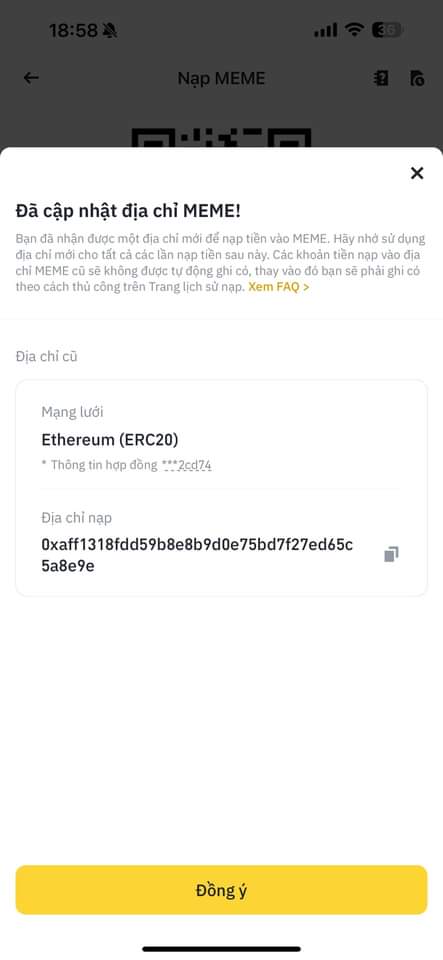 18:58
36
Nạp MEME
Đã cập nhật địa chỉ MEME!
Bạn đã nhận được một địa chỉ mới để nạp tiền vào MEME. Hãy nhớ sử dụng
địa chỉ mới cho tất cả các lần nạp tiền sau này. Các khoản tiền nạp vào địa
chỉ MEME cũ sẽ không được tự động ghi có, thay vào đó bạn sẽ phải ghi có
theo cách thủ công trên Trang lịch sử nạp. Xem FAQ >
Địa chỉ cũ
Mạng lưới
Ethereum (ERC20)
* Thông tin hợp đồng ***2cd74
Địa chỉ nạp
0xaff1318fdd59b8e8b9d0e75bd7f27ed65c
5a8e9e
Đồng ý